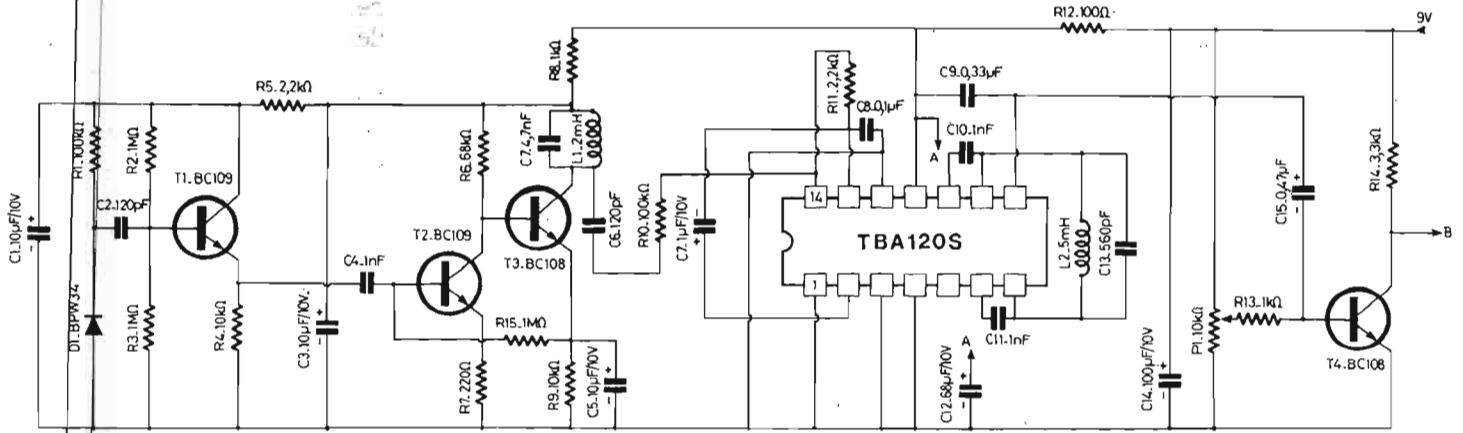 R12.100Ω.
9V
R8.1kΩ
C9.0,33µF
R5.2,2kΩ
R11.2,2kΩ
C8.0,1µF
C10.1nF
A
R1.100kΩ
R2.1MΩ
T1.BC109
C2.120pF
C1.10µF/10V
+
-
R6.68kΩ
C7.4,7nF
L1.2mH
R14.3,3kΩ
C15.0,47µF
+
-
C6.120pF
R10.100kΩ
C7.1µF/10V
-
+
14
TBA120S
1
L2.5mH
C13.560pF
B
T2.BC109
T3.BC108
C4.1nF
D1.BPW34
R3.1MΩ
R4.10kΩ
C3.10µF/10V.
+
-
R15.1MΩ
R7.220Ω
R9.10kΩ
C5.10µF/10V
+
-
C11.1nF
A
C12.68µF/10V
+
-
C14.100µF/10V
+
-
P1.10kΩ
R13.1kΩ
T4.BC108